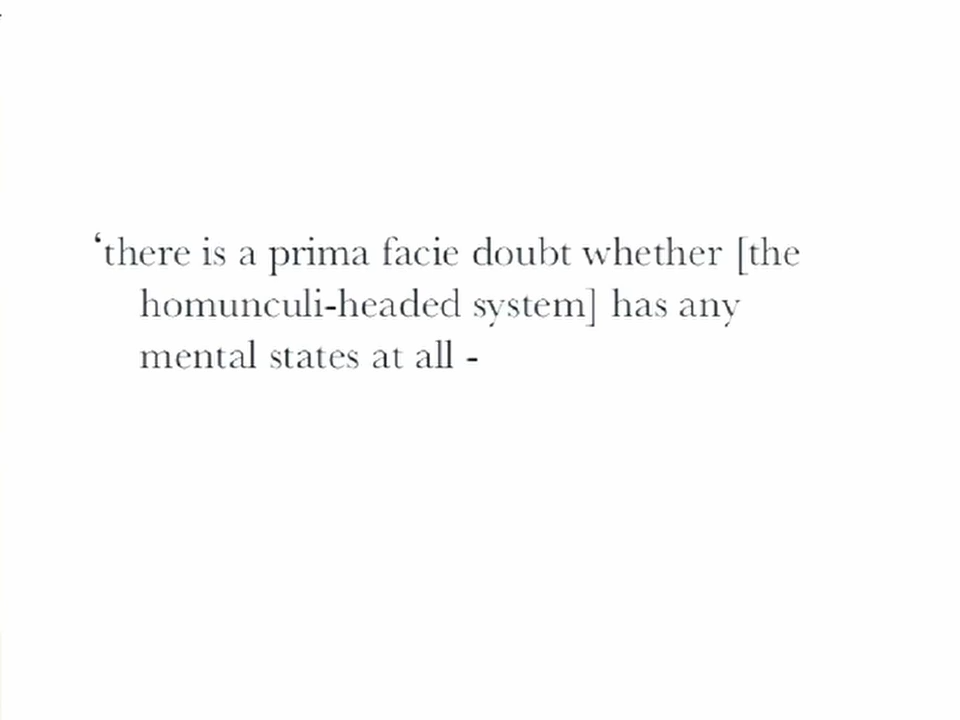 ‘there is a prima facie doubt whether [the
homunculi-headed system] has any
mental states at all -